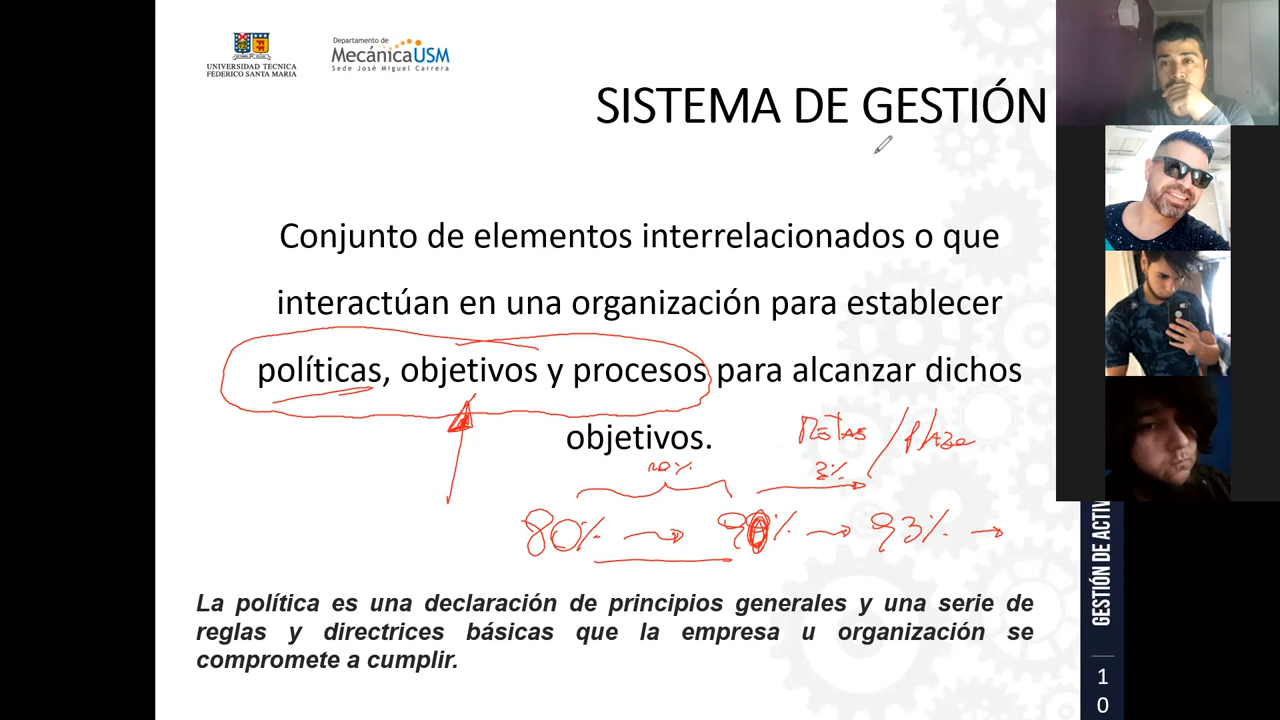 UNIVERSIDAD TECNICA
FEDERICO SANTA MARIA
Departamento de
MecánicaUSM
Sede José Miguel Carrera
SISTEMA DE GESTIÓN
Conjunto de elementos interrelacionados o que
interactúan en una organización para establecer
políticas, objetivos y procesos para alcanzar dichos
objetivos.
METAS / PLAZO
10%
3%
80% → 90% → 93% →
La política es una declaración de principios generales y una serie de
reglas y directrices básicas que la empresa u organización se
compromete a cumplir.
GESTIÓN DE ACTIV
1
0